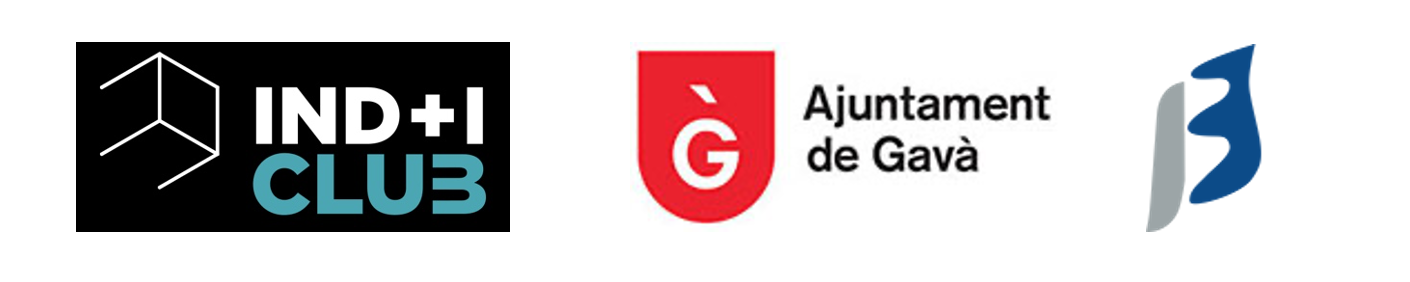 IND+I
CLUB
G̀
Ajuntament
de Gavà